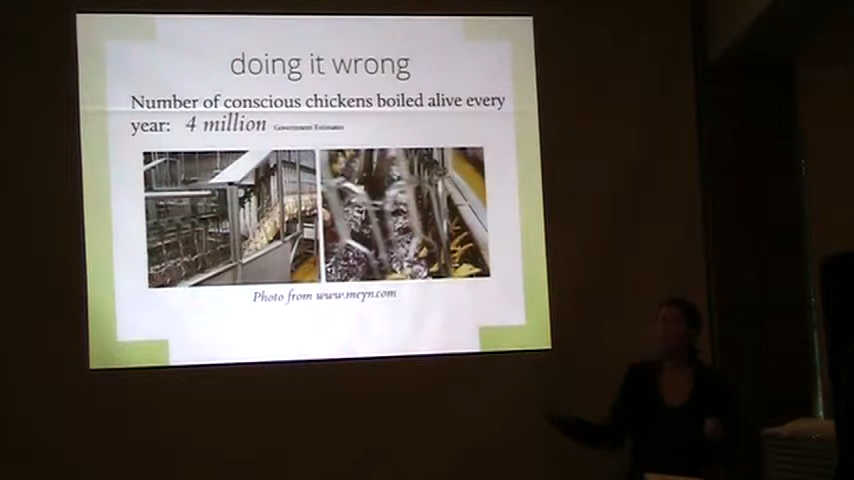 doing it wrong
Number of conscious chickens boiled alive every
year: 4 million Government Estimates
Photo from www.meyn.com